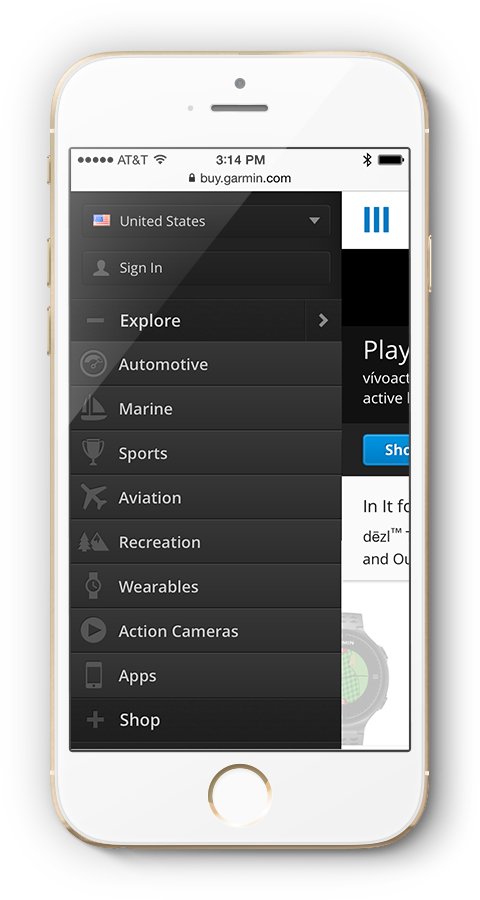 AT&T 3:14 PM
buy.garmin.com
United States
Sign In
Explore
Automotive
Marine
Sports
Aviation
Recreation
Wearables
Action Cameras
Apps
Shop
Play
vívoact
active
Sho
In It fo
dēzl™
and Ou